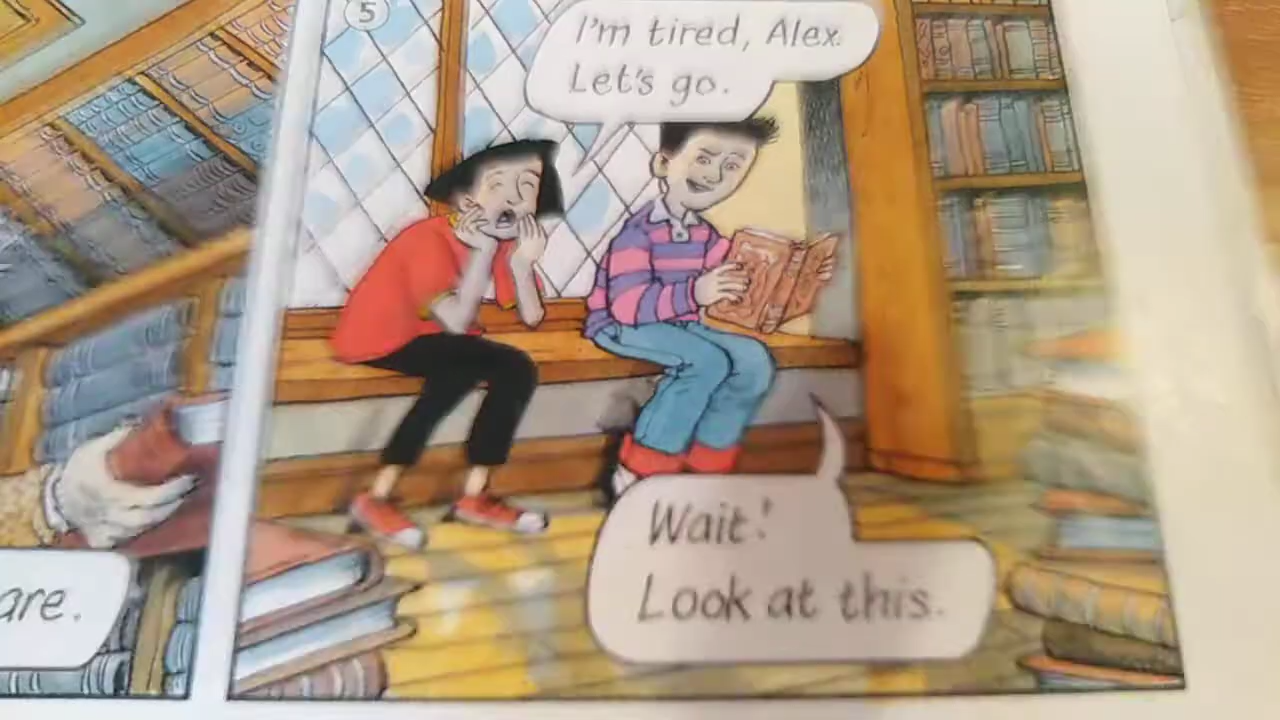 5
I'm tired, Alex.
Let's go.
Wait!
Look at this.
are.